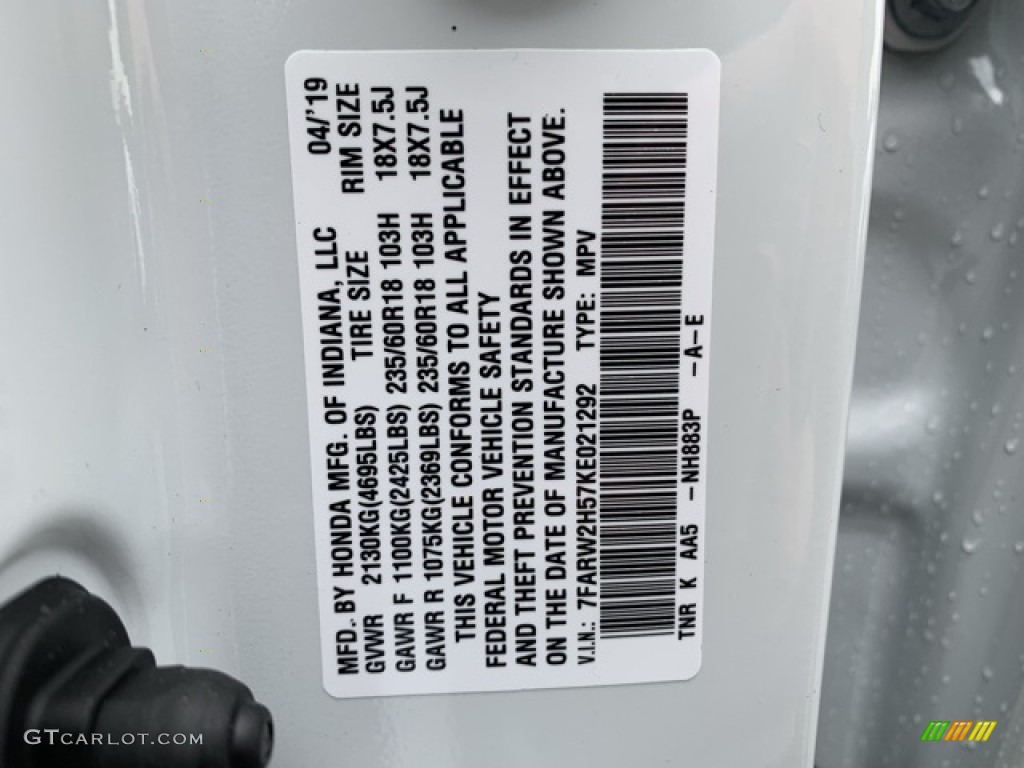 MFD. BY HONDA MFG. OF INDIANA, LLC 04/'19
GVWR 2130KG(4695LBS) TIRE SIZE RIM SIZE
GAWR F 1100KG(2425LBS) 235/60R18 103H 18X7.5J
GAWR R 1075KG(2369LBS) 235/60R18 103H 18X7.5J
THIS VEHICLE CONFORMS TO ALL APPLICABLE
FEDERAL MOTOR VEHICLE SAFETY
AND THEFT PREVENTION STANDARDS IN EFFECT
ON THE DATE OF MANUFACTURE SHOWN ABOVE.
V.I.N.: 7FARW2H57KE021292 TYPE: MPV
TNR K AA5 -NH883P -A-E
GTCARLOT.COM